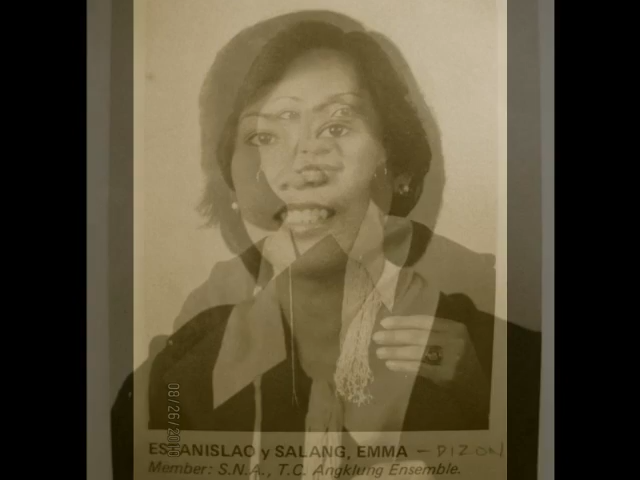 ESTANISLAO y SALANG, EMMA – DIZON
Member: S.N.A., T.C. Angklung Ensemble.